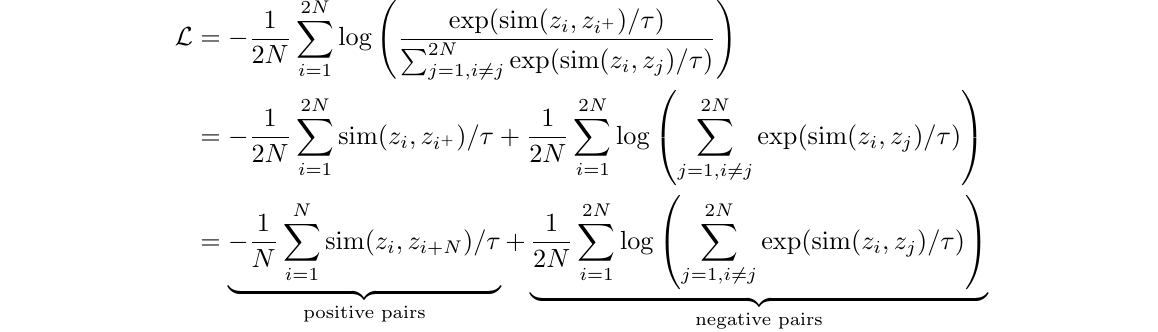 \mathcal{L} = -\frac{1}{2N} \sum_{i=1}^{2N} \log \left( \frac{\exp(\text{sim}(z_i, z_{i^+})/\tau)}{\sum_{j=1, i \neq j}^{2N} \exp(\text{sim}(z_i, z_j)/\tau)} \right)
= -\frac{1}{2N} \sum_{i=1}^{2N} \text{sim}(z_i, z_{i^+})/\tau + \frac{1}{2N} \sum_{i=1}^{2N} \log \left( \sum_{j=1, i \neq j}^{2N} \exp(\text{sim}(z_i, z_j)/\tau) \right)
= \underbrace{-\frac{1}{N} \sum_{i=1}^{N} \text{sim}(z_i, z_{i+N})/\tau}_{\text{positive pairs}} + \underbrace{\frac{1}{2N} \sum_{i=1}^{2N} \log \left( \sum_{j=1, i \neq j}^{2N} \exp(\text{sim}(z_i, z_j)/\tau) \right)}_{\text{negative pairs}}